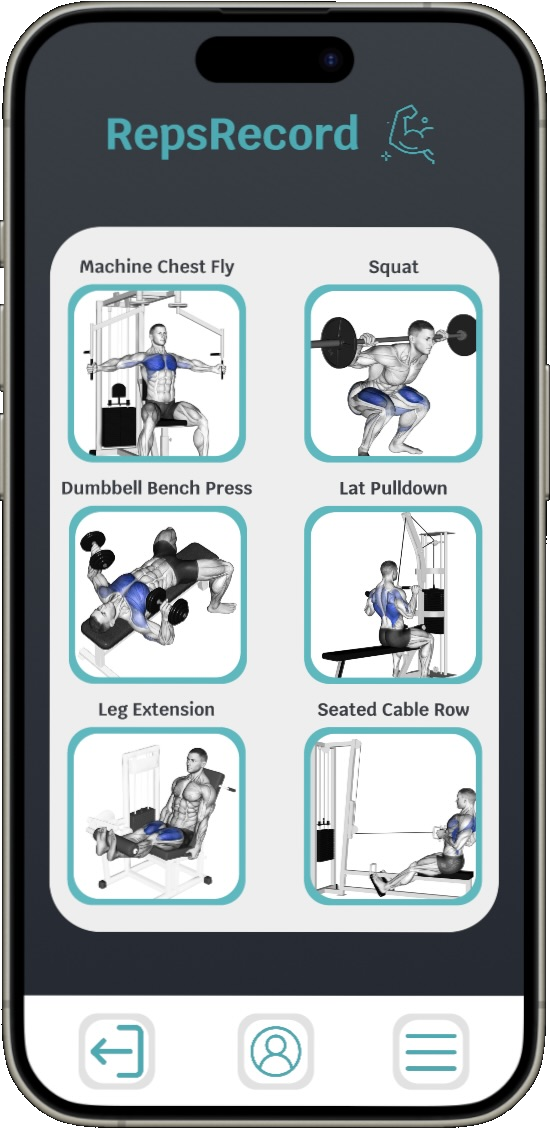 RepsRecord
Machine Chest Fly
Squat
Dumbbell Bench Press
Lat Pulldown
Leg Extension
Seated Cable Row